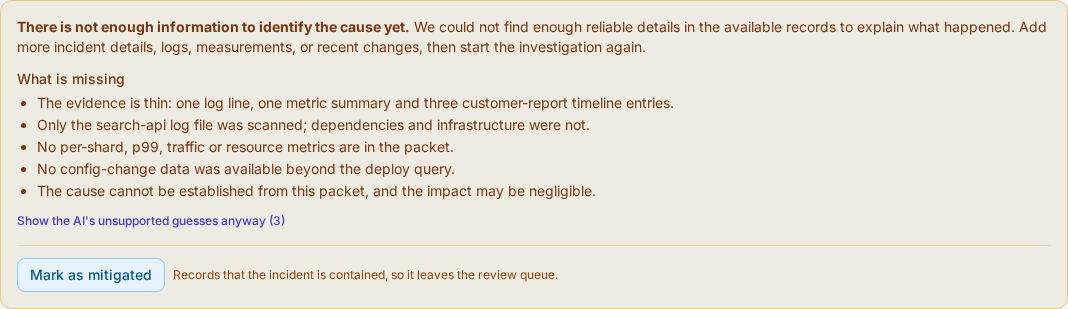 There is not enough information to identify the cause yet. We could not find enough reliable details in the available records to explain what happened. Add
more incident details, logs, measurements, or recent changes, then start the investigation again.
What is missing
• The evidence is thin: one log line, one metric summary and three customer-report timeline entries.
• Only the search-api log file was scanned; dependencies and infrastructure were not.
• No per-shard, p99, traffic or resource metrics are in the packet.
• No config-change data was available beyond the deploy query.
• The cause cannot be established from this packet, and the impact may be negligible.
Show the AI's unsupported guesses anyway (3)
Mark as mitigated Records that the incident is contained, so it leaves the review queue.